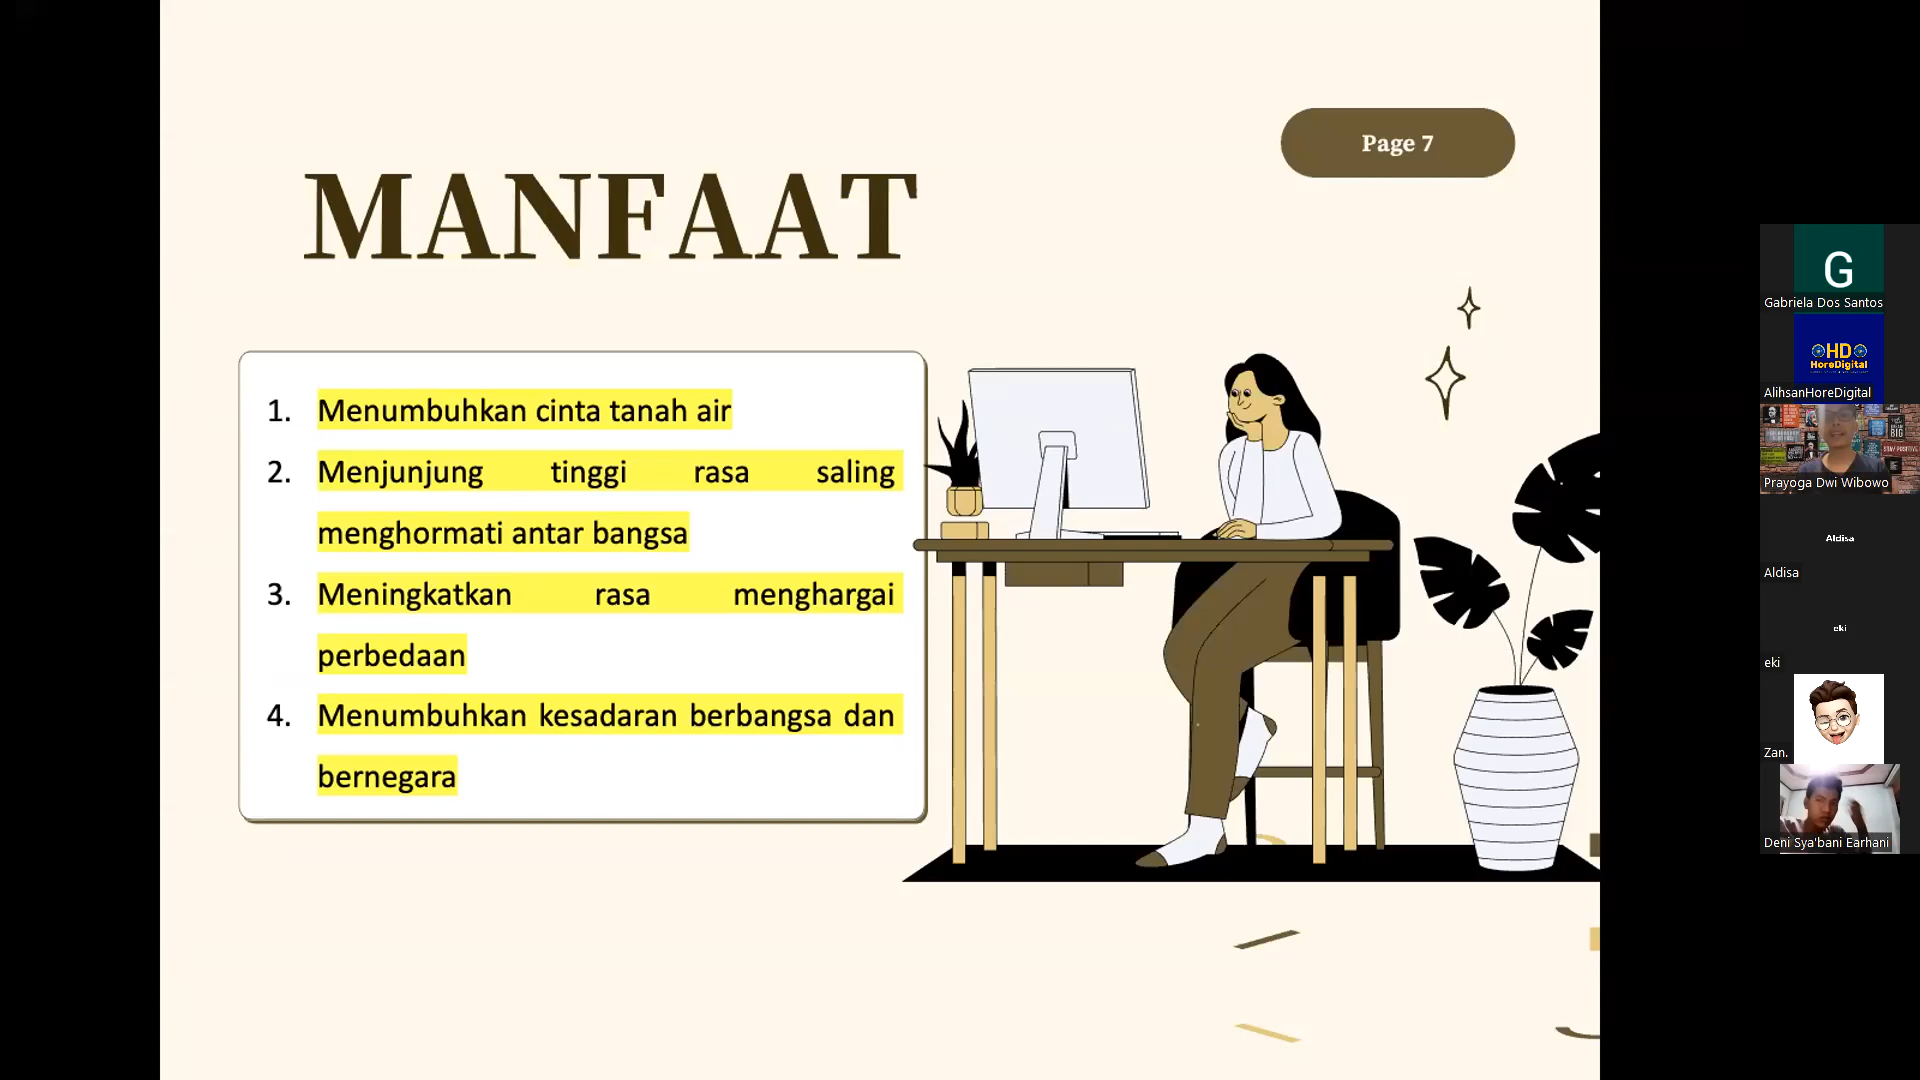 Page 7
MANFAAT
1. Menumbuhkan cinta tanah air
2. Menjunjung tinggi rasa saling
menghormati antar bangsa
3. Meningkatkan rasa menghargai
perbedaan
4. Menumbuhkan kesadaran berbangsa dan
bernegara
G
Gabriela Dos Santos
HD
HoreDigital
AlihsanHoreDigital
Prayoga Dwi Wibowo
Aldisa
Aldisa
eki
eki
Zan.
Deni Sya'bani Earhani